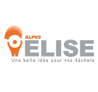 ALPES
ELISE
Une belle idée pour vos déchets